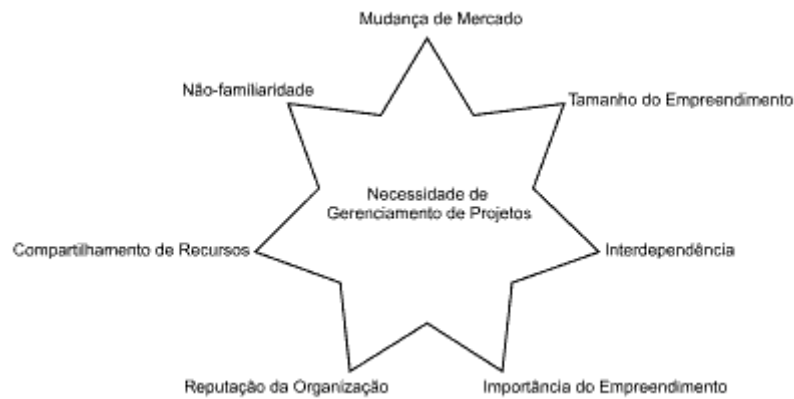 Mudança de Mercado
Não-familiaridade
Tamanho do Empreendimento
Necessidade de
Gerenciamento de Projetos
Compartilhamento de Recursos
Interdependência
Reputação da Organização
Importância do Empreendimento